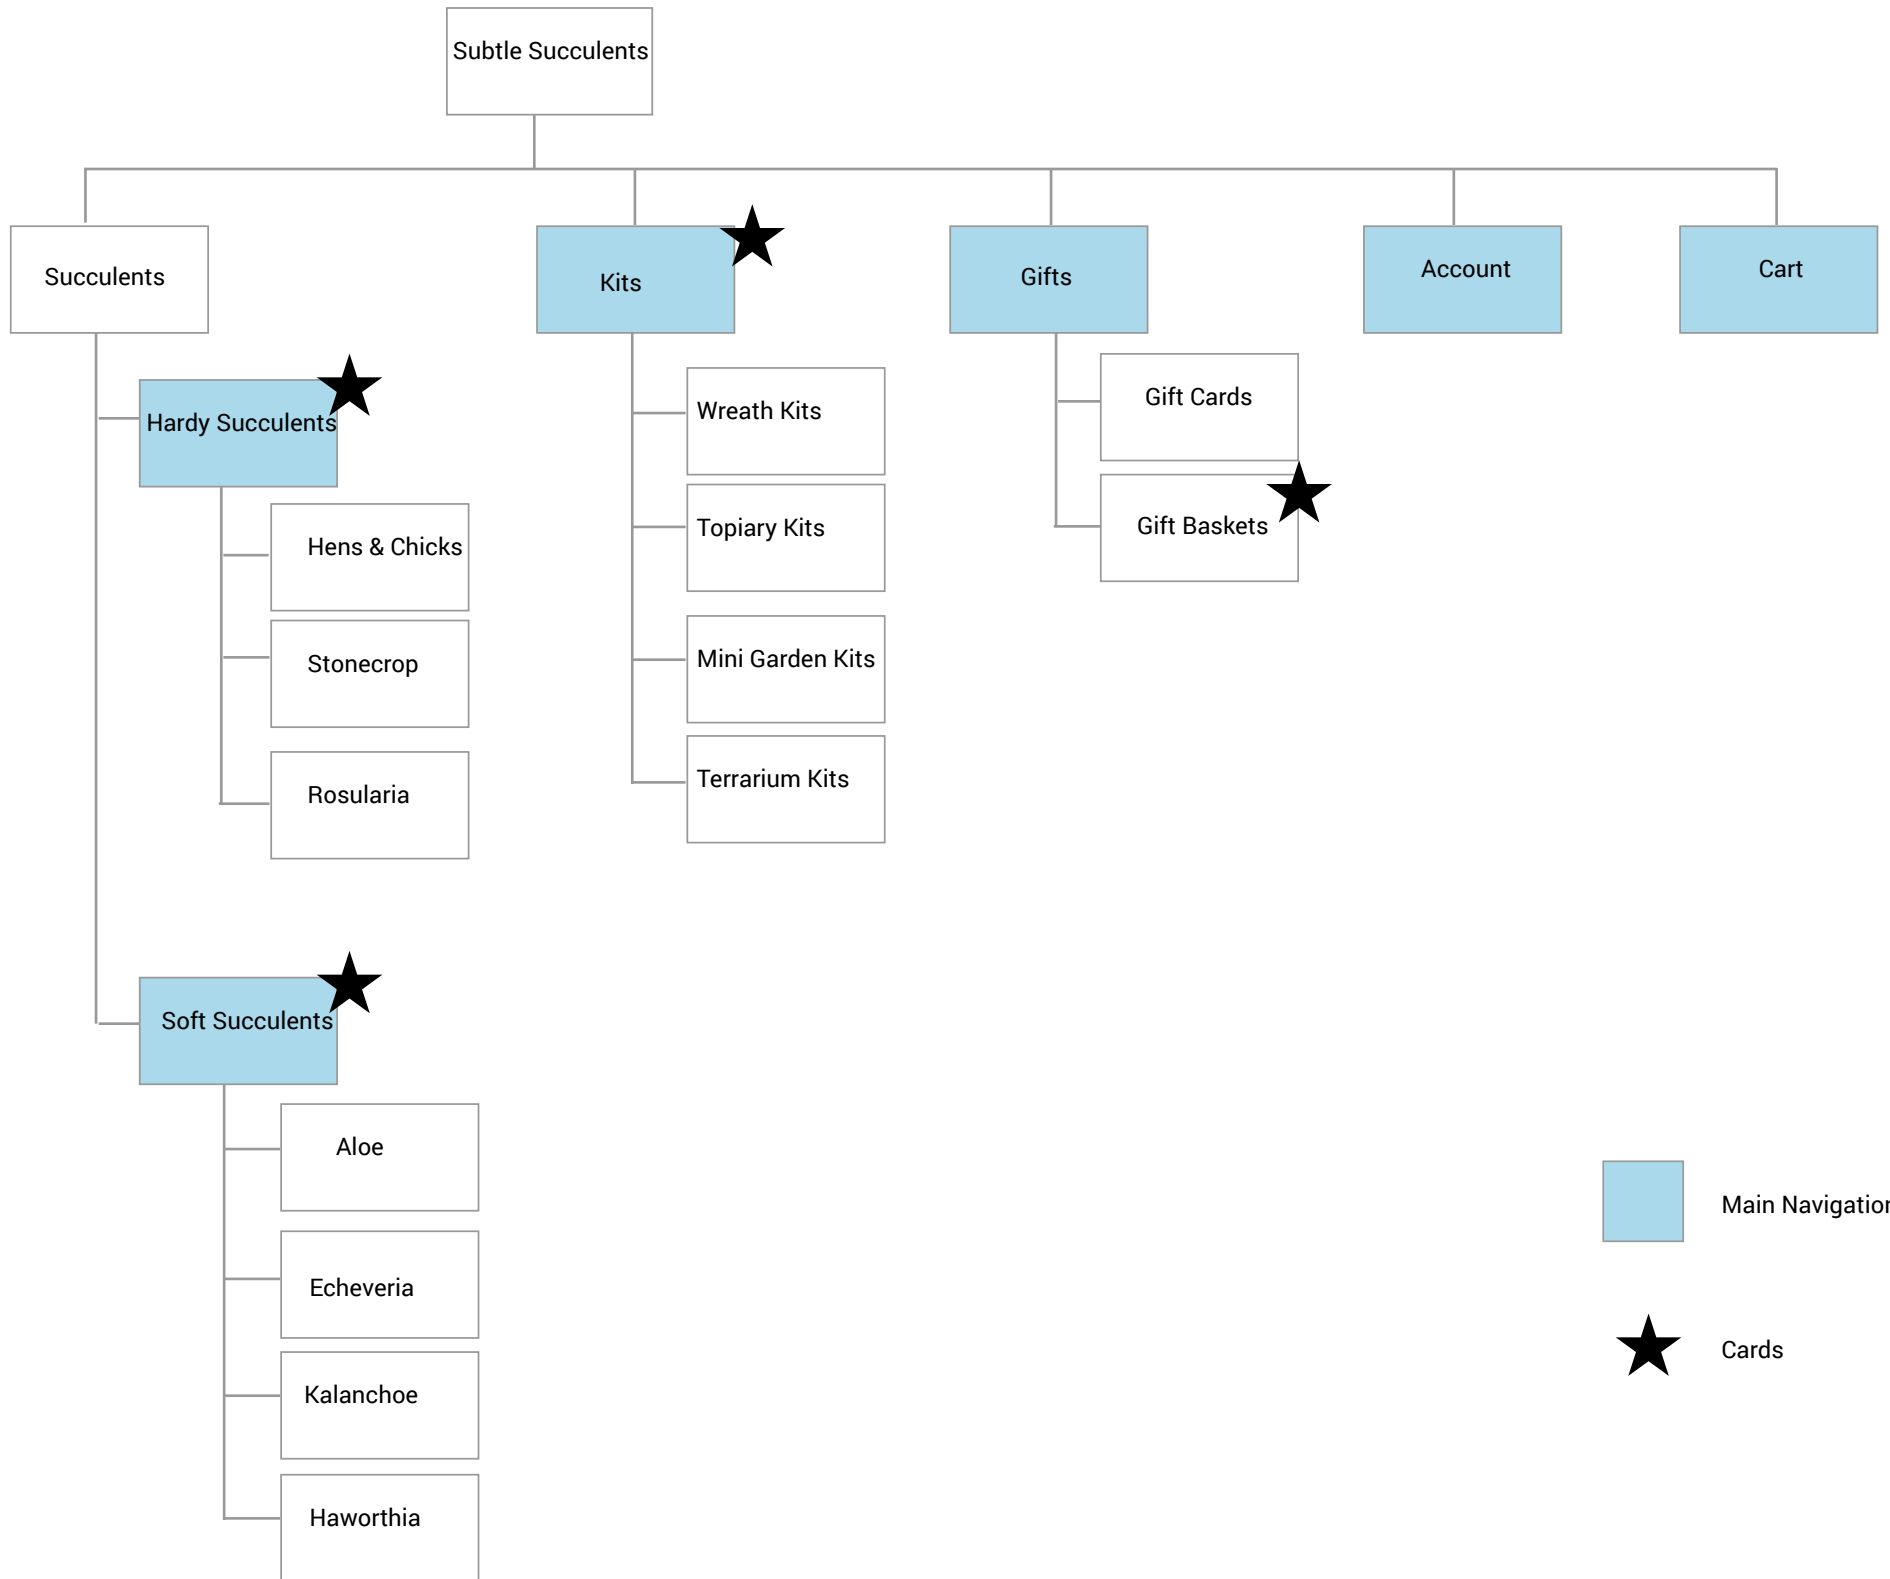 Subtle Succulents
Succulents
Kits
Gifts
Account
Cart
Hardy Succulents
Hens & Chicks
Stonecrop
Rosularia
Soft Succulents
Aloe
Echeveria
Kalanchoe
Haworthia
Wreath Kits
Topiary Kits
Mini Garden Kits
Terrarium Kits
Gift Cards
Gift Baskets
Main Navigation
Cards